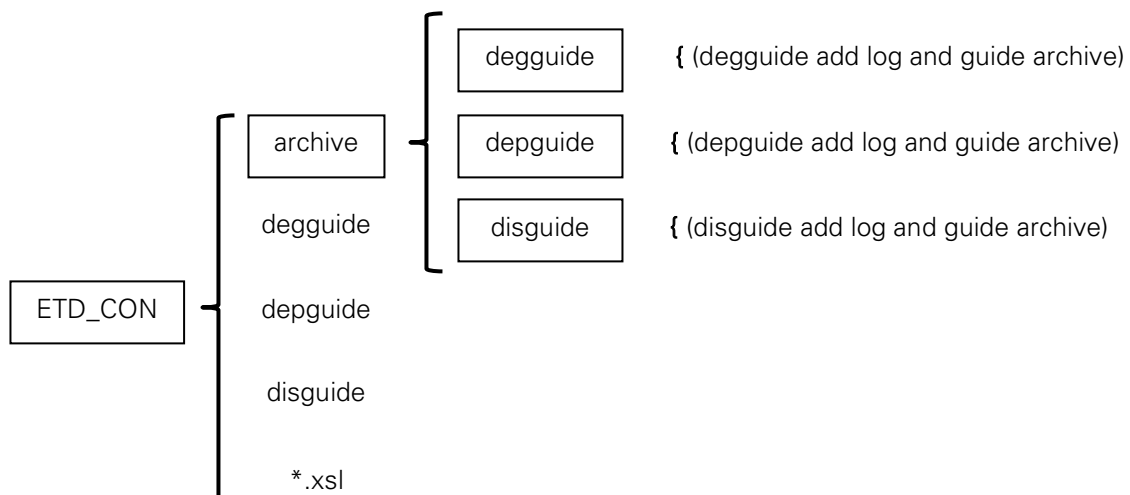 degguide { (degguide add log and guide archive)
archive depguide { (depguide add log and guide archive)
degguide disguide { (disguide add log and guide archive)
ETD_CON depguide
disguide
*.xsl